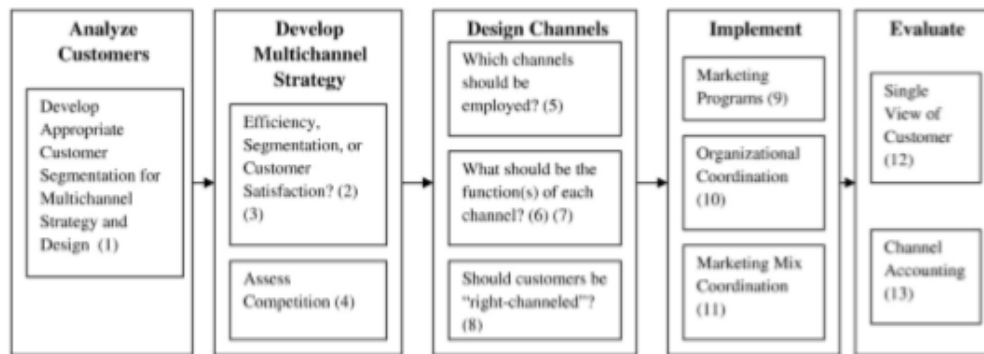 Analyze
Customers
Develop
Appropriate
Customer
Segmentation for
Multichannel
Strategy and
Design (1)
Develop
Multichannel
Strategy
Efficiency,
Segmentation, or
Customer
Satisfaction? (2)
(3)
Assess
Competition (4)
Design Channels
Which channels
should be
employed? (5)
What should be the
function(s) of each
channel? (6) (7)
Should customers be
“right-channeled”?
(8)
Implement
Marketing
Programs (9)
Organizational
Coordination
(10)
Marketing Mix
Coordination
(11)
Evaluate
Single
View of
Customer
(12)
Channel
Accounting
(13)